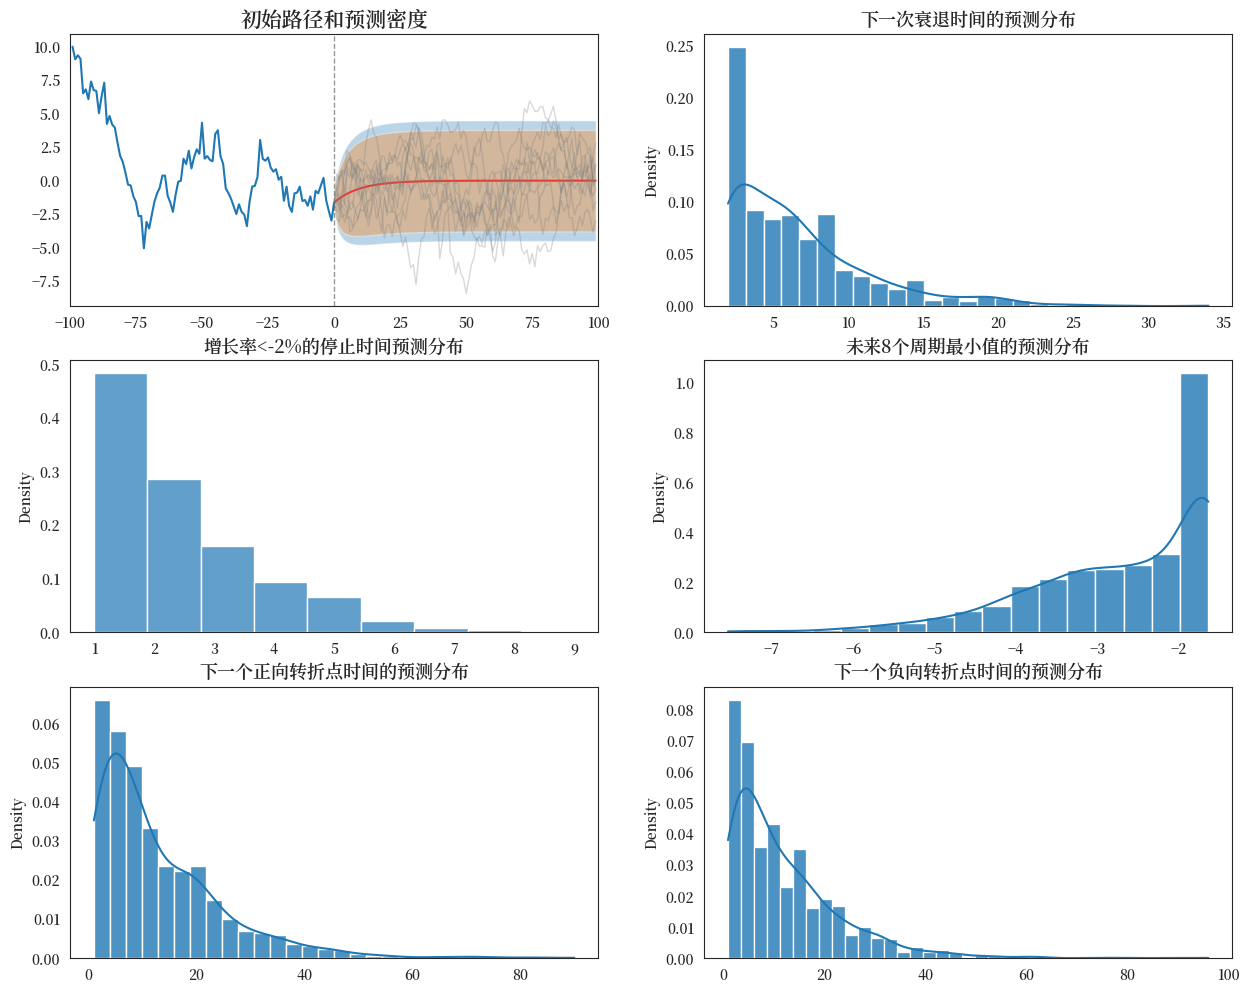 初始路径和预测密度
10.0
7.5
5.0
2.5
0.0
−2.5
−5.0
−7.5
−100 −75 −50 −25 0 25 50 75 100
下一次衰退时间的预测分布
Density
0.25
0.20
0.15
0.10
0.05
0.00
5 10 15 20 25 30 35
增长率<-2%的停止时间预测分布
Density
0.5
0.4
0.3
0.2
0.1
0.0
1 2 3 4 5 6 7 8 9
未来8个周期最小值的预测分布
Density
1.0
0.8
0.6
0.4
0.2
0.0
−7 −6 −5 −4 −3 −2
下一个正向转折点时间的预测分布
Density
0.06
0.05
0.04
0.03
0.02
0.01
0.00
0 20 40 60 80
下一个负向转折点时间的预测分布
Density
0.08
0.07
0.06
0.05
0.04
0.03
0.02
0.01
0.00
0 20 40 60 80 100